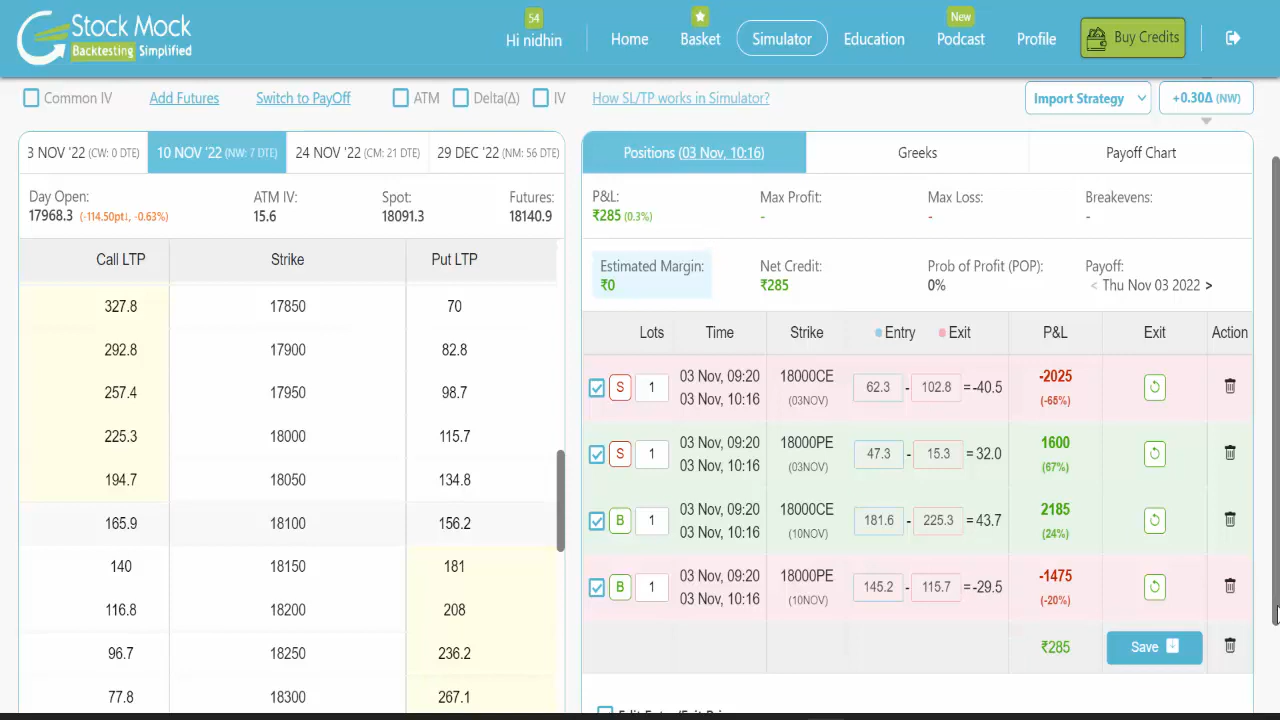 Stock Mock
Backtesting Simplified
54
Hi nidhin
Home
Basket
Simulator
Education
New
Podcast
Profile
Buy Credits
Common IV
Add Futures
Switch to PayOff
ATM
Delta(Δ)
IV
How SL/TP works in Simulator?
Import Strategy
+0.30Δ (NW)
3 NOV '22 (CW: 0 DTE)
10 NOV '22 (NW: 7 DTE)
24 NOV '22 (CM: 21 DTE)
29 DEC '22 (NM: 56 DTE)
Day Open:
17968.3 (-114.50pt↓, -0.63%)
ATM IV:
15.6
Spot:
18091.3
Futures:
18140.9
Call LTP Strike Put LTP
327.8 17850 70
292.8 17900 82.8
257.4 17950 98.7
225.3 18000 115.7
194.7 18050 134.8
165.9 18100 156.2
140 18150 181
116.8 18200 208
96.7 18250 236.2
77.8 18300 267.1
Positions (03 Nov, 10:16)
Greeks
Payoff Chart
P&L:
₹285 (0.3%)
Max Profit:
-
Max Loss:
-
Breakevens:
-
Estimated Margin:
₹0
Net Credit:
₹285
Prob of Profit (POP):
0%
Payoff:
< Thu Nov 03 2022 >
Lots Time Strike Entry Exit P&L Exit Action
S 1 03 Nov, 09:20 18000CE 62.3 - 102.8 =-40.5 -2025
03 Nov, 10:16 (03NOV) (-65%)
S 1 03 Nov, 09:20 18000PE 47.3 - 15.3 = 32.0 1600
03 Nov, 10:16 (03NOV) (67%)
B 1 03 Nov, 09:20 18000CE 181.6 - 225.3 = 43.7 2185
03 Nov, 10:16 (10NOV) (24%)
B 1 03 Nov, 09:20 18000PE 145.2 - 115.7 =-29.5 -1475
03 Nov, 10:16 (10NOV) (-20%)
₹285 Save